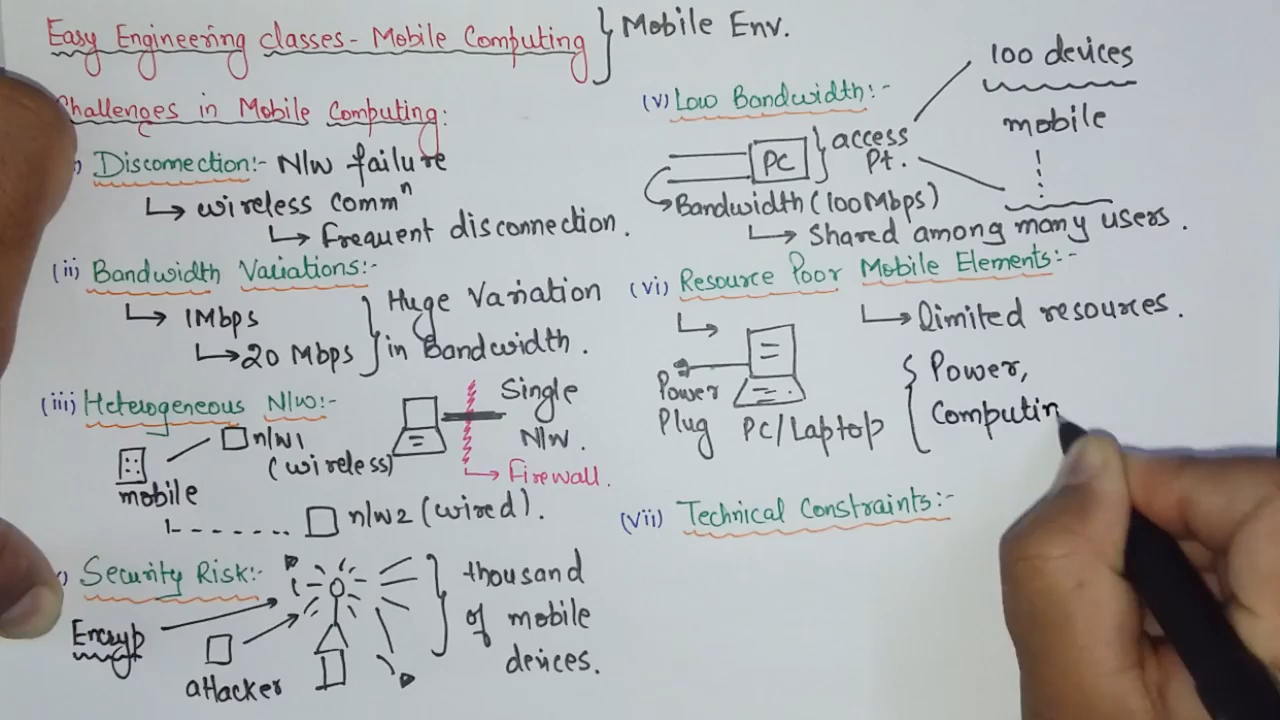 Easy Engineering classes - Mobile Computing } Mobile Env.
Challenges in Mobile Computing:
Disconnection:- N/w failure
↳ wireless commⁿ
↳ Frequent disconnection.
(ii) Bandwidth Variations:-
↳ 1Mbps
↳ 20 Mbps
Huge Variation
in Bandwidth.
(iii) Heterogeneous N/w:-
mobile
n/w1
(wireless)
Single
N/W.
↳ Firewall.
n/w2 (wired).
Security Risk:-
Encryp
attacker
thousand
of mobile
devices.
(v) Low Bandwidth:-
PC
access
Pt.
100 devices
mobile
Bandwidth (100Mbps)
↳ Shared among many users.
(vi) Resource Poor Mobile Elements:-
↳ limited resources.
Power
Plug
PC/Laptop
Power,
Computin
(vii) Technical Constraints:-